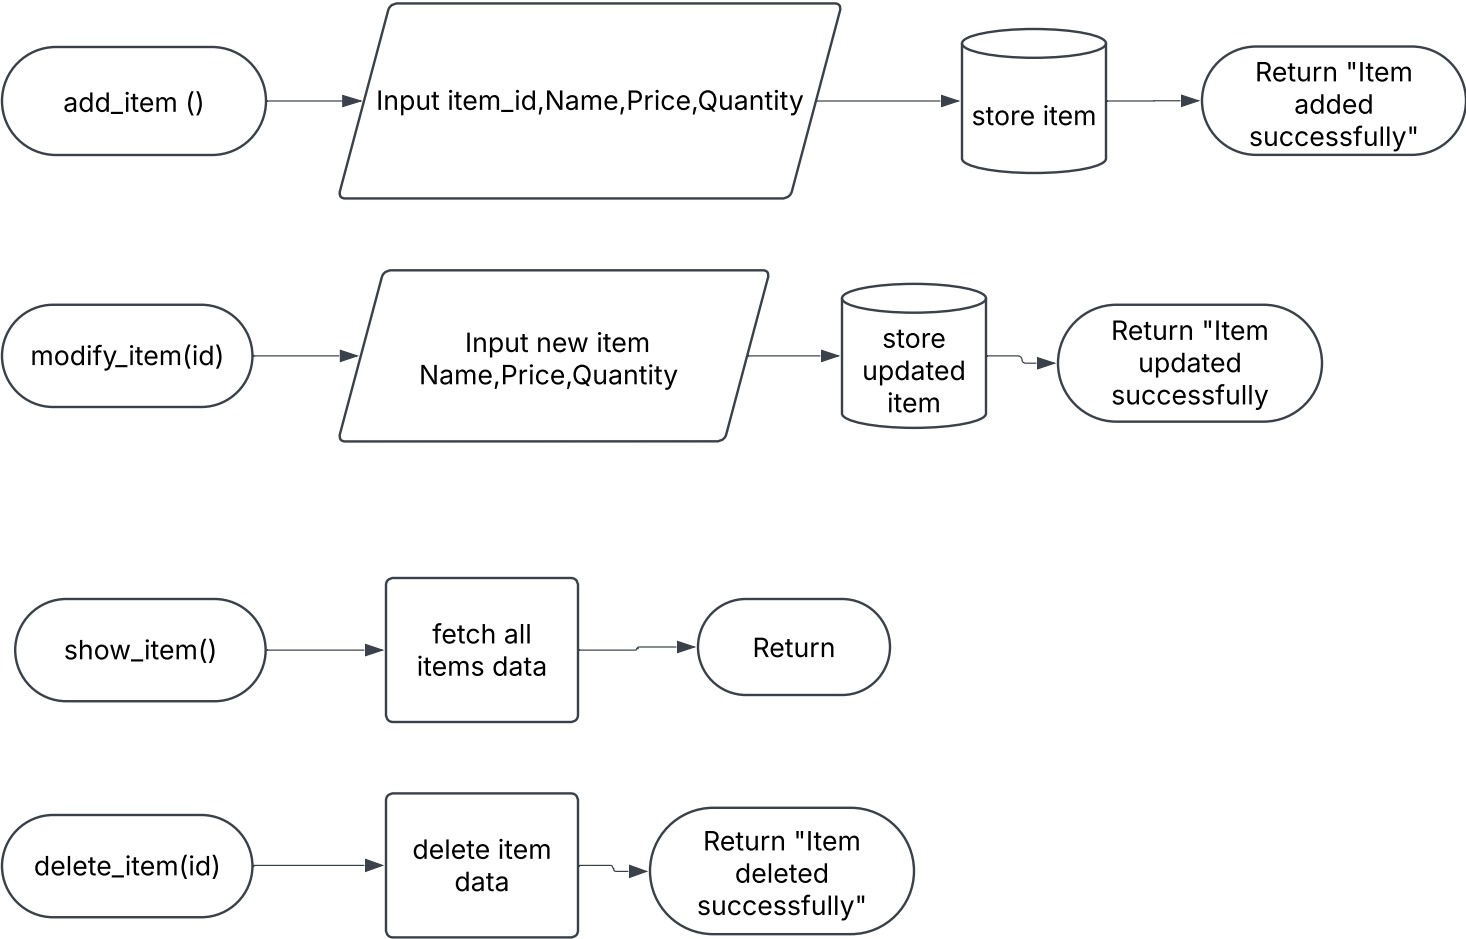 add_item ()
Input item_id,Name,Price,Quantity
store item
Return "Item
added
successfully"
modify_item(id)
Input new item
Name,Price,Quantity
store
updated
item
Return "Item
updated
successfully
show_item()
fetch all
items data
Return
delete_item(id)
delete item
data
Return "Item
deleted
successfully"